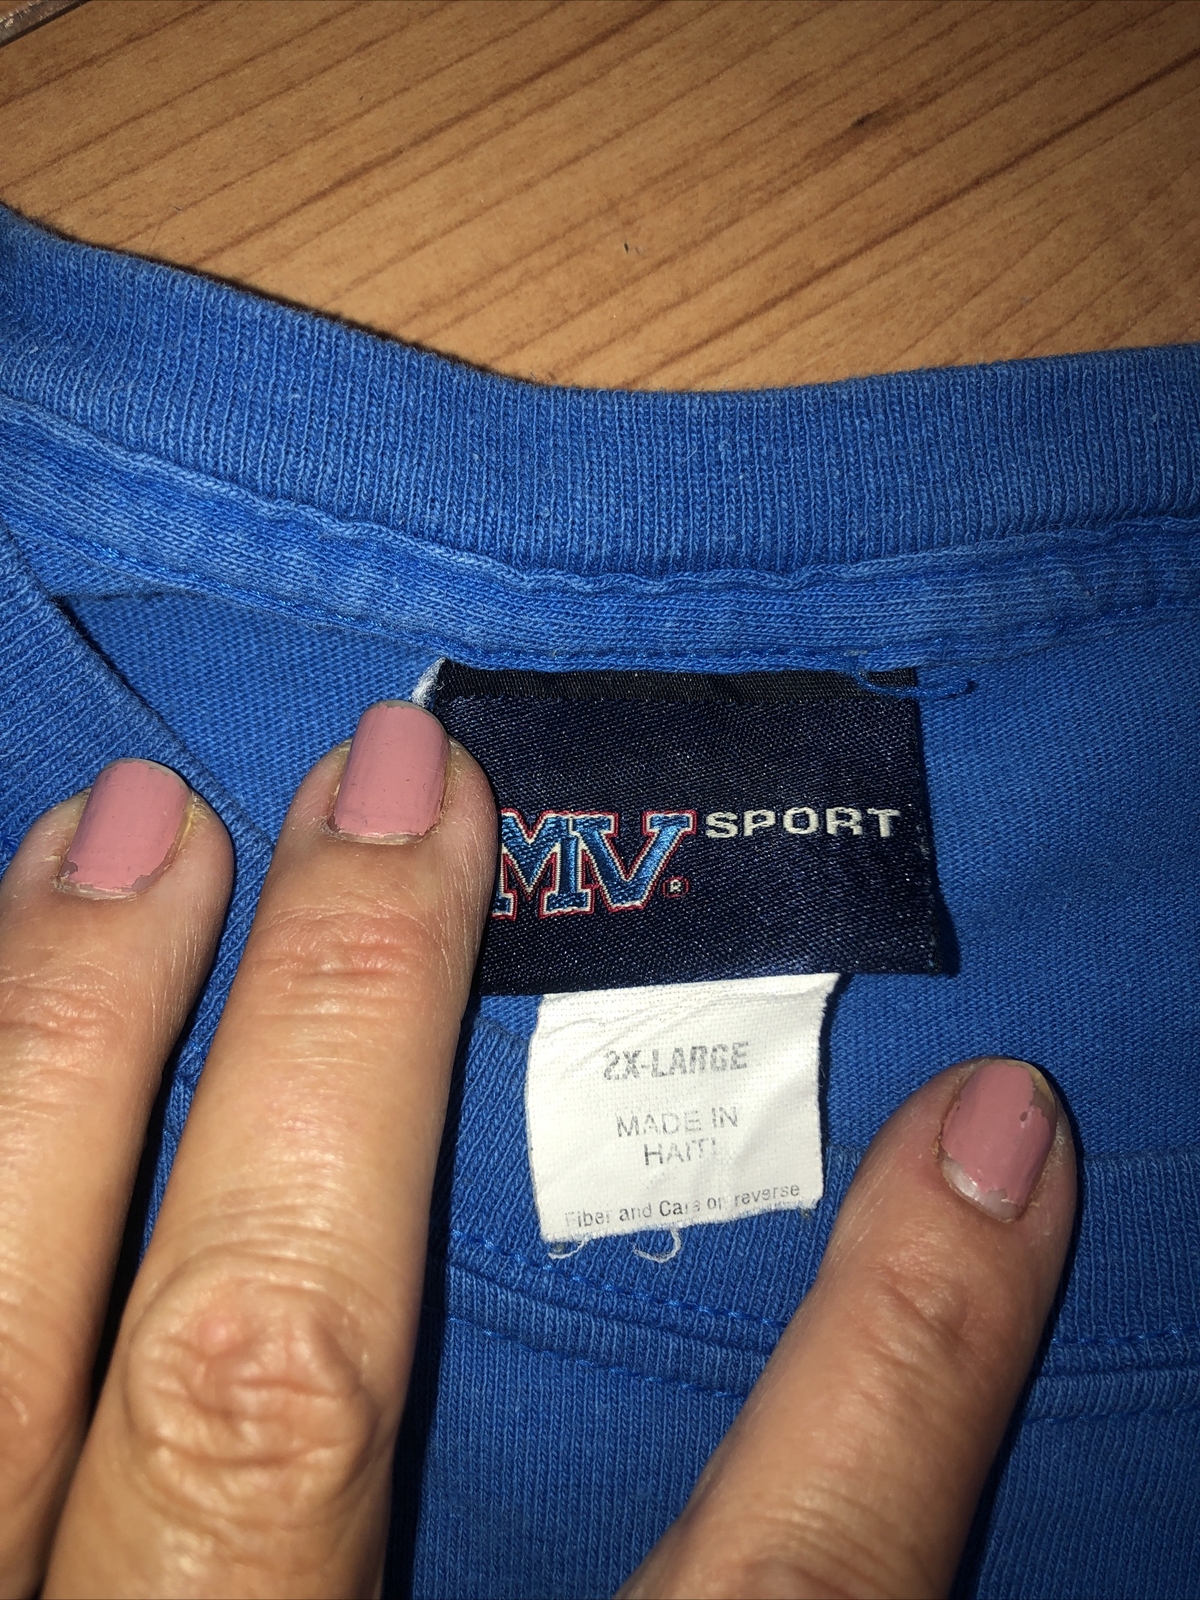 MV® SPORT
2X-LARGE
MADE IN
HAITI
Fiber and Care on reverse